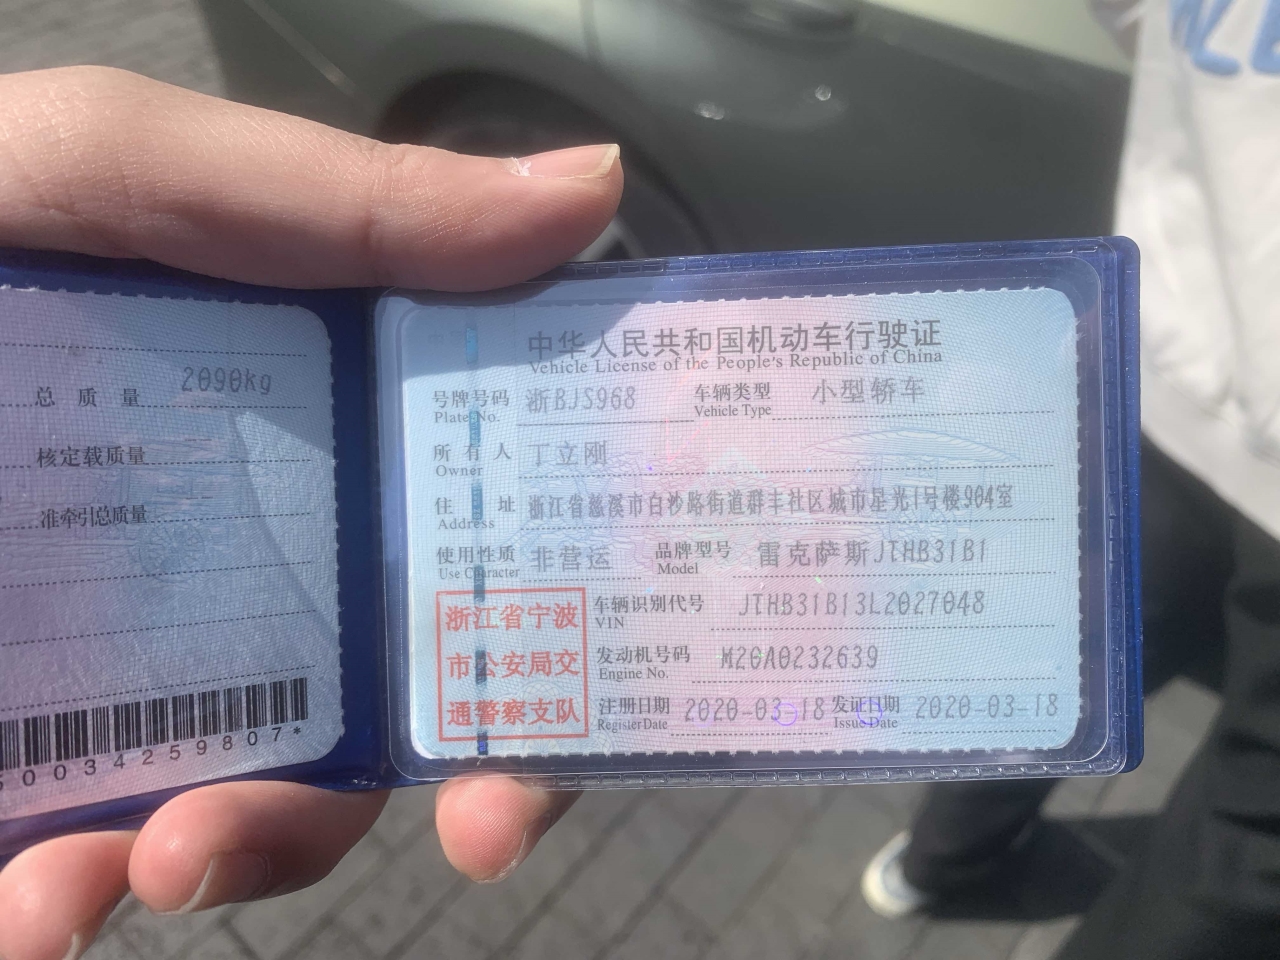 总质量 2090kg
核定载质量
准牵引总质量
50034259807*
中华人民共和国机动车行驶证
Vehicle License of the People's Republic of China
号牌号码 浙BJS968 车辆类型 小型轿车
Plate No. Vehicle Type
所有人 丁立刚
Owner
住址 浙江省慈溪市白沙路街道群丰社区城市星光1号楼904室
Address
使用性质 非营运 品牌型号 雷克萨斯JTHB31B1
Use Character Model
浙江省宁波
市公安局交
通警察支队
车辆识别代号 JTHB31B13L2027048
VIN
发动机号码 M20A0232639
Engine No.
注册日期 2020-03-18 发证日期 2020-03-18
Register Date Issue Date